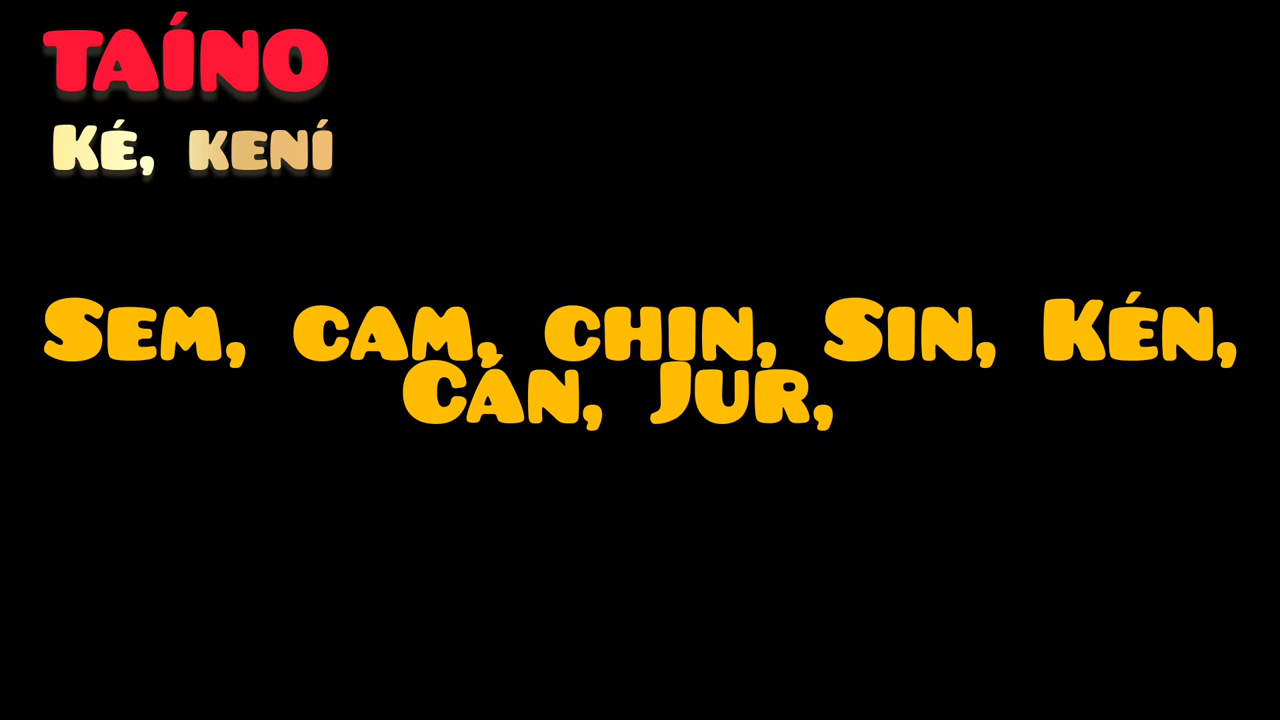 TAÍNO
Ké, kení
Sem, cam, chin, Sin, Kén,
Cán, Jur,